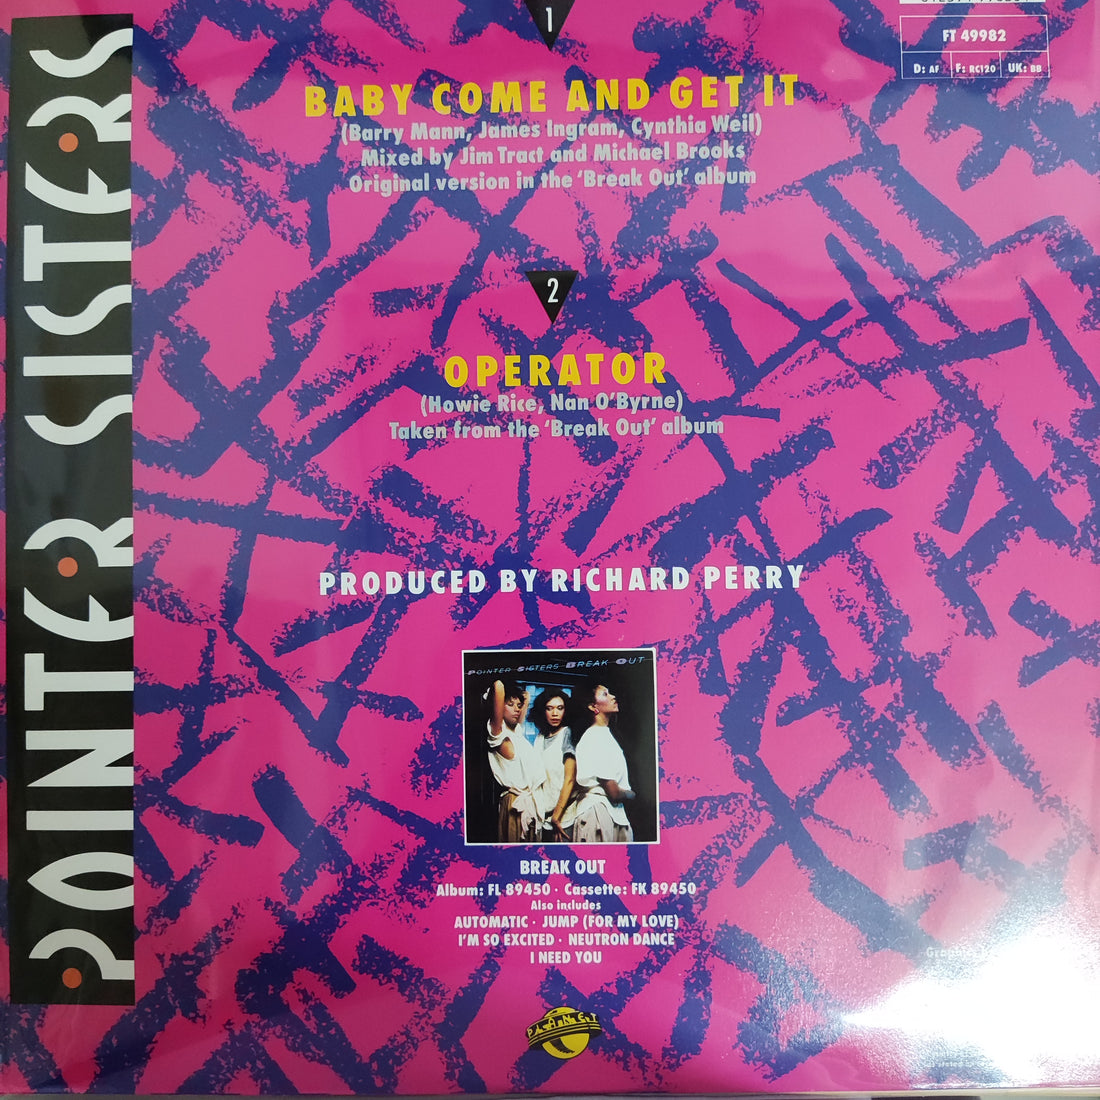 POINTER SISTERS
1
FT 49982
D: AF F: RC120 UK: BB
BABY COME AND GET IT
(Barry Mann, James Ingram, Cynthia Weil)
Mixed by Jim Tract and Michael Brooks
Original version in the ‘Break Out’ album
2
OPERATOR
(Howie Rice, Nan O’Byrne)
Taken from the ‘Break Out’ album
PRODUCED BY RICHARD PERRY
POINTER SISTERS BREAK OUT
BREAK OUT
Album: FL 89450 · Cassette: FK 89450
Also includes
AUTOMATIC · JUMP (FOR MY LOVE)
I’M SO EXCITED · NEUTRON DANCE
I NEED YOU
PLANET